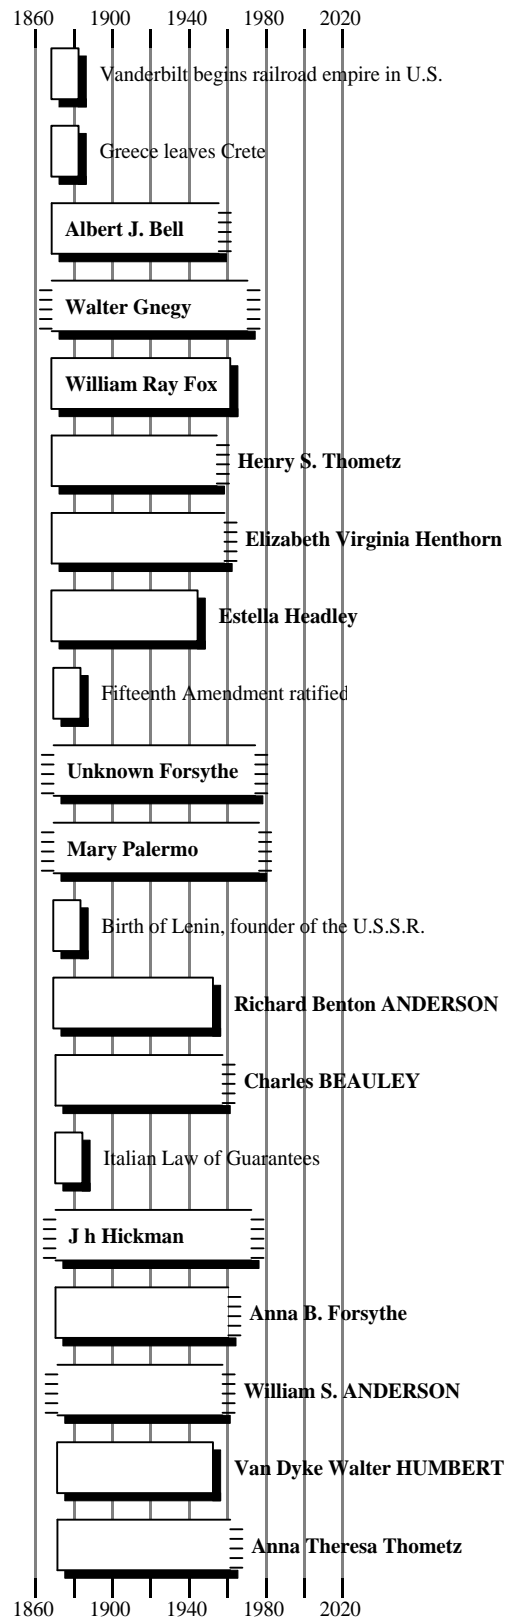 1860 1900 1940 1980 2020
Vanderbilt begins railroad empire in U.S.
Greece leaves Crete
Albert J. Bell
Walter Gnegy
William Ray Fox
Henry S. Thometz
Elizabeth Virginia Henthorn
Estella Headley
Fifteenth Amendment ratified
Unknown Forsythe
Mary Palermo
Birth of Lenin, founder of the U.S.S.R.
Richard Benton ANDERSON
Charles BEAULEY
Italian Law of Guarantees
J h Hickman
Anna B. Forsythe
William S. ANDERSON
Van Dyke Walter HUMBERT
Anna Theresa Thometz
1860 1900 1940 1980 2020